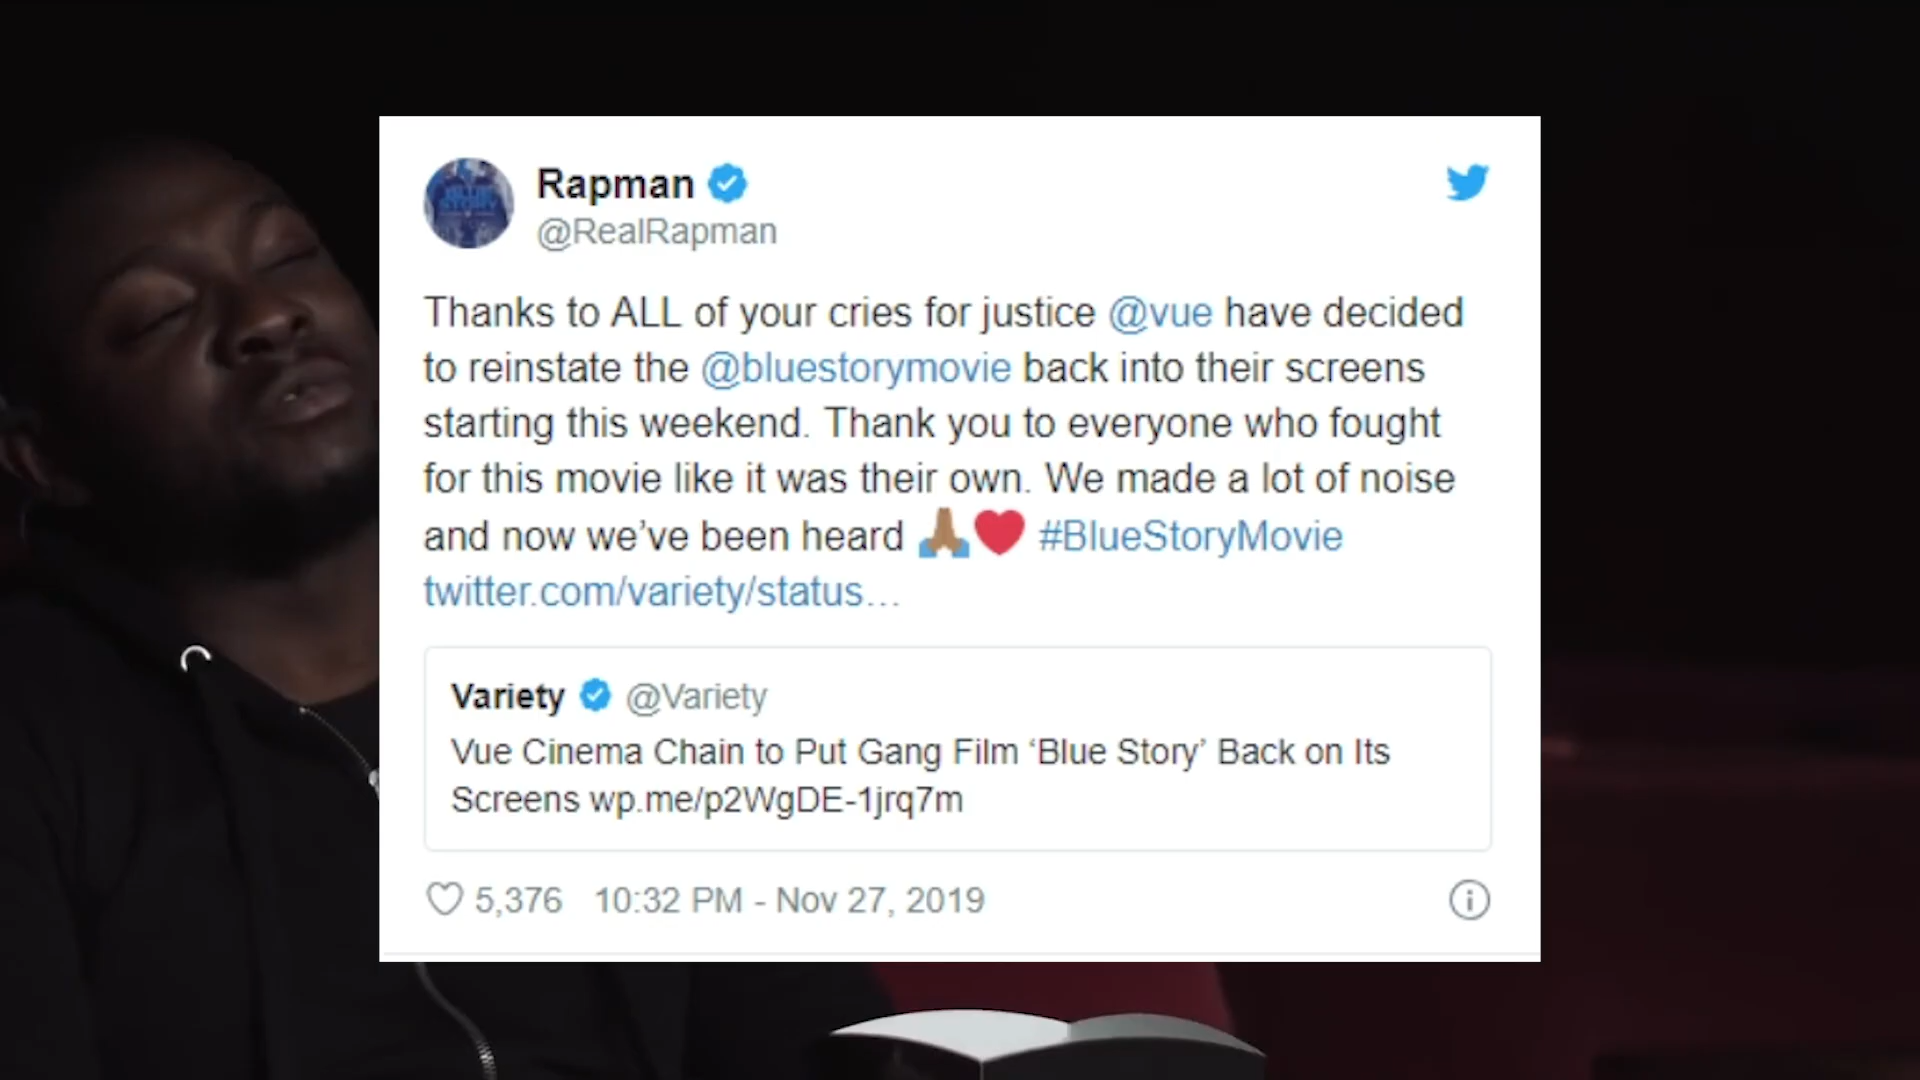 Rapman
@RealRapman
Thanks to ALL of your cries for justice @vue have decided
to reinstate the @bluestorymovie back into their screens
starting this weekend. Thank you to everyone who fought
for this movie like it was their own. We made a lot of noise
and now we’ve been heard 🙏🏽❤️ #BlueStoryMovie
twitter.com/variety/status…
Variety @Variety
Vue Cinema Chain to Put Gang Film ‘Blue Story’ Back on Its
Screens wp.me/p2WgDE-1jrq7m
5,376 10:32 PM - Nov 27, 2019